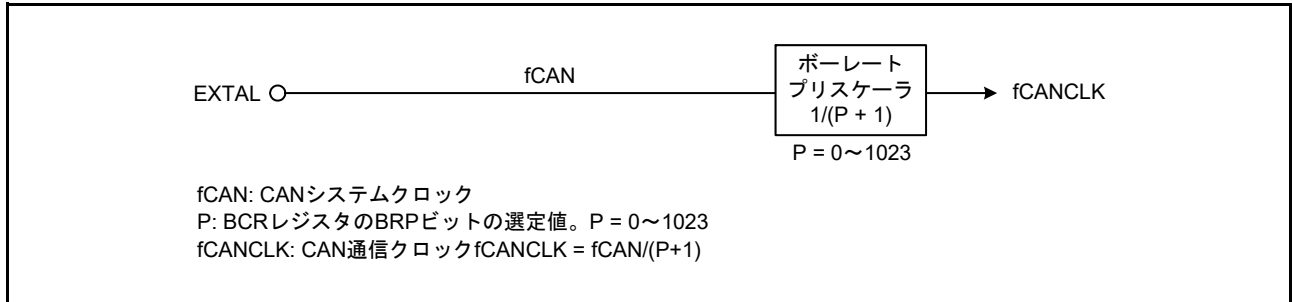 EXTAL
fCAN
ボーレート
プリスケーラ
1/(P + 1)
fCANCLK
P = 0～1023
fCAN: CANシステムクロック
P: BCRレジスタのBRPビットの選定値。P = 0～1023
fCANCLK: CAN通信クロックfCANCLK = fCAN/(P+1)